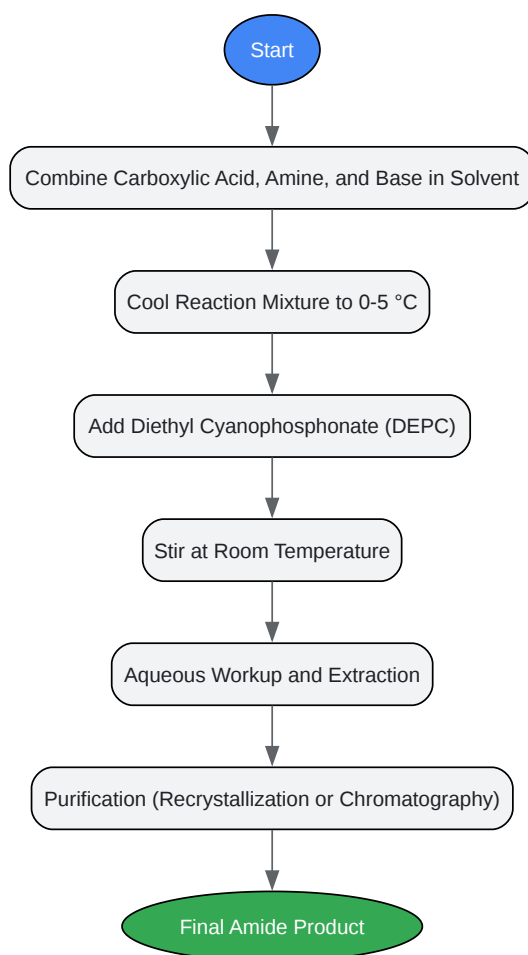 Start
Combine Carboxylic Acid, Amine, and Base in Solvent
Cool Reaction Mixture to 0-5 °C
Add Diethyl Cyanophosphonate (DEPC)
Stir at Room Temperature
Aqueous Workup and Extraction
Purification (Recrystallization or Chromatography)
Final Amide Product